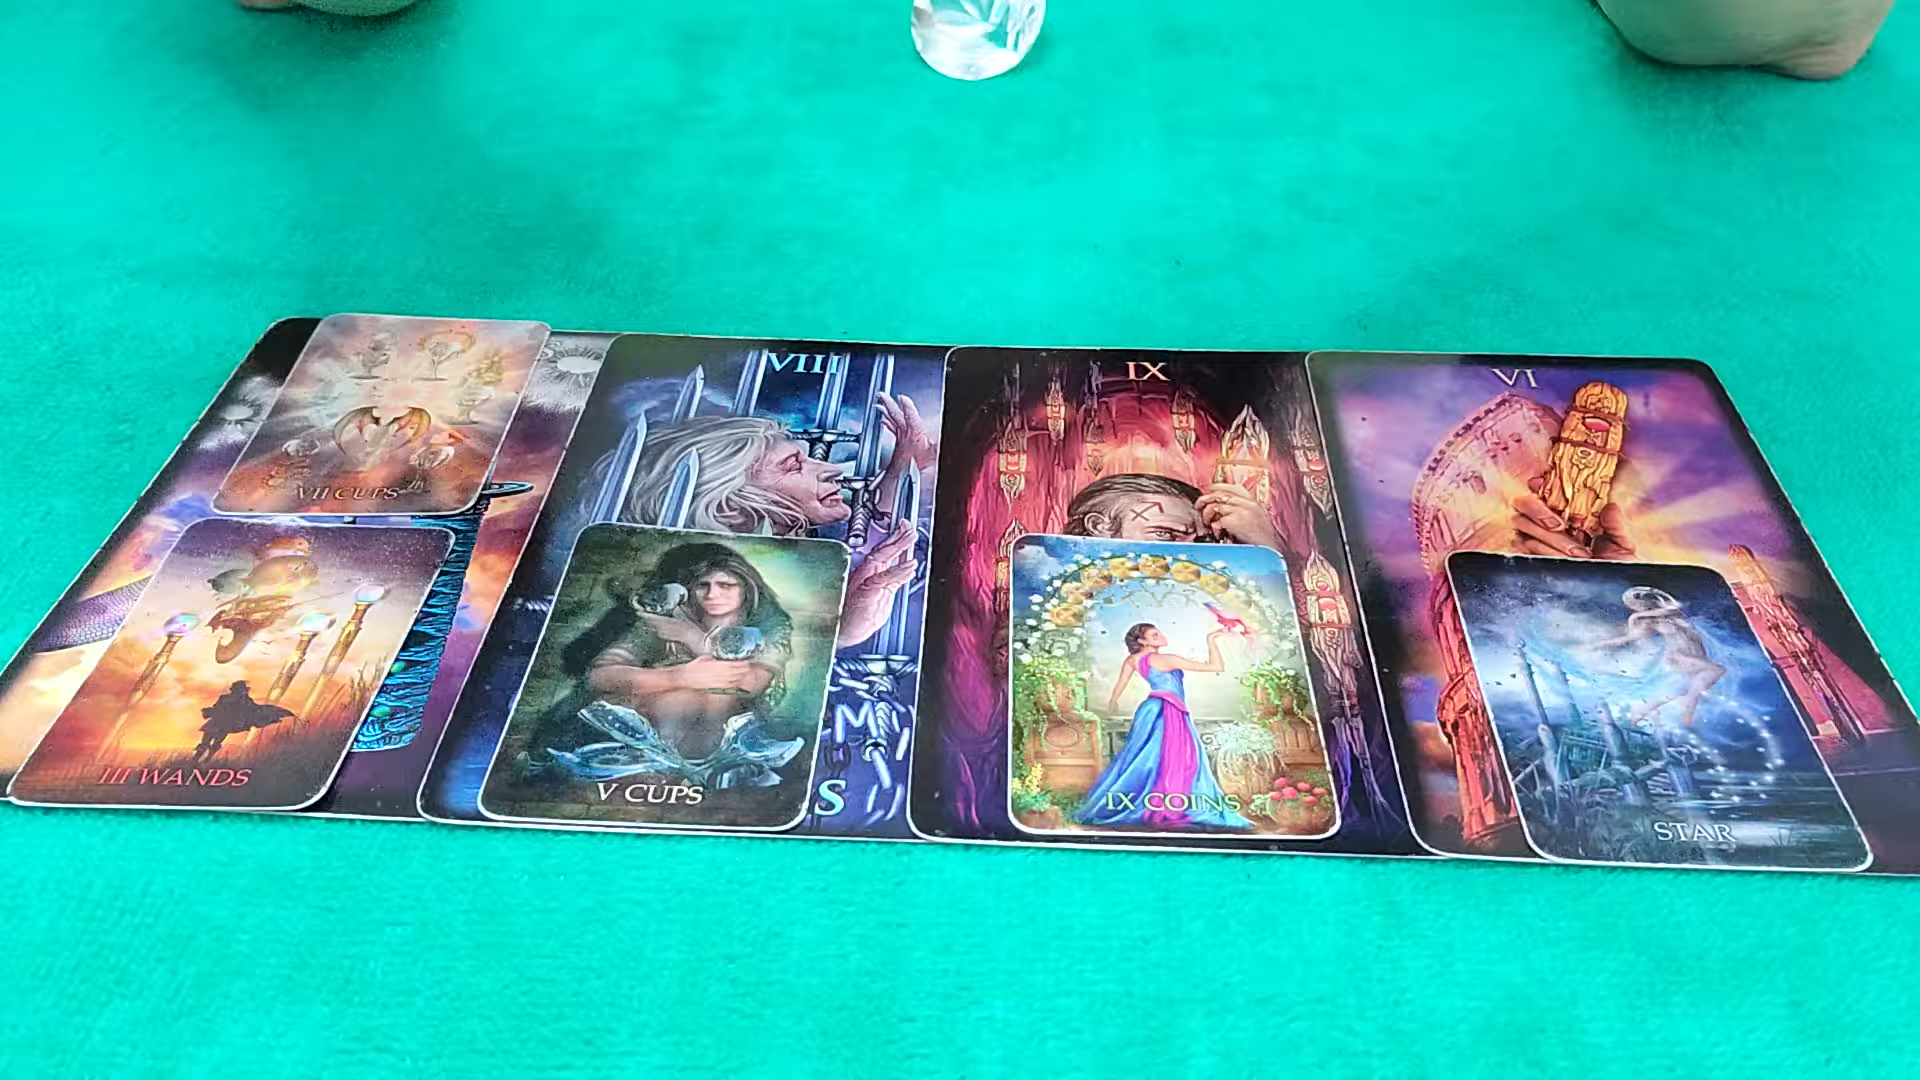 VIII
IX
VI
VII CUPS
III WANDS
V CUPS
S
IX COINS
STAR